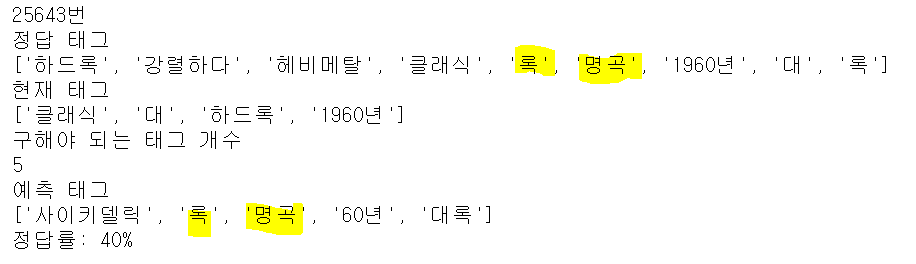 25643번
정답 태그
['하드록', '강렬하다', '헤비메탈', '클래식', '록', '명곡', '1960년', '대', '록']
현재 태그
['클래식', '대', '하드록', '1960년']
구해야 되는 태그 개수
5
예측 태그
['사이키델릭', '록', '명곡', '60년', '대록']
정답률: 40%